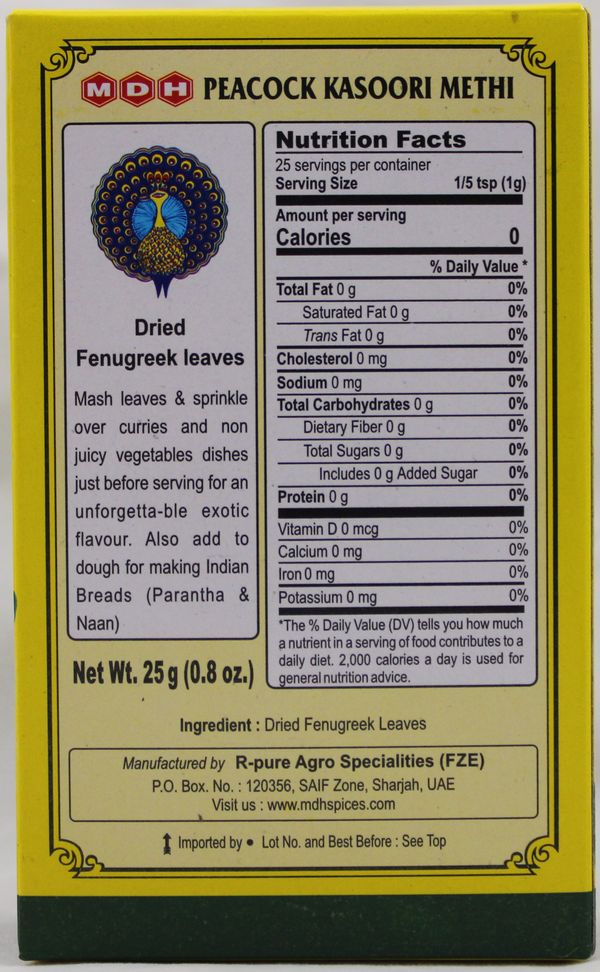 MDH PEACOCK KASOORI METHI
Dried
Fenugreek leaves
Mash leaves & sprinkle
over curries and non
juicy vegetables dishes
just before serving for an
unforgetta-ble exotic
flavour. Also add to
dough for making Indian
Breads (Parantha &
Naan)
Net Wt. 25 g (0.8 oz.)
Nutrition Facts
25 servings per container
Serving Size 1/5 tsp (1g)
Amount per serving
Calories 0
% Daily Value *
Total Fat 0 g 0%
Saturated Fat 0 g 0%
Trans Fat 0 g 0%
Cholesterol 0 mg 0%
Sodium 0 mg 0%
Total Carbohydrates 0 g 0%
Dietary Fiber 0 g 0%
Total Sugars 0 g 0%
Includes 0 g Added Sugar 0%
Protein 0 g 0%
Vitamin D 0 mcg 0%
Calcium 0 mg 0%
Iron 0 mg 0%
Potassium 0 mg 0%
*The % Daily Value (DV) tells you how much
a nutrient in a serving of food contributes to a
daily diet. 2,000 calories a day is used for
general nutrition advice.
Ingredient : Dried Fenugreek Leaves
Manufactured by R-pure Agro Specialities (FZE)
P.O. Box. No. : 120356, SAIF Zone, Sharjah, UAE
Visit us : www.mdhspices.com
Imported by • Lot No. and Best Before : See Top